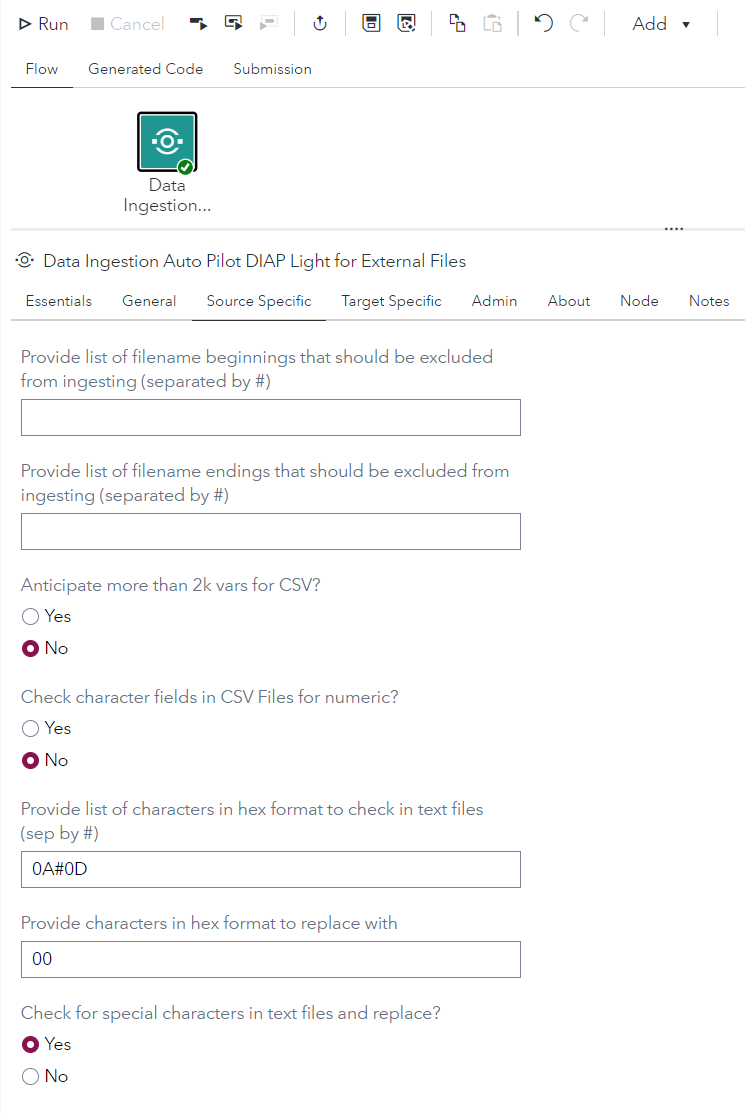 Run Cancel Add
Flow Generated Code Submission
Data
Ingestion...
Data Ingestion Auto Pilot DIAP Light for External Files
Essentials General Source Specific Target Specific Admin About Node Notes
Provide list of filename beginnings that should be excluded
from ingesting (separated by #)
Provide list of filename endings that should be excluded from
ingesting (separated by #)
Anticipate more than 2k vars for CSV?
Yes
No
Check character fields in CSV Files for numeric?
Yes
No
Provide list of characters in hex format to check in text files
(sep by #)
0A#0D
Provide characters in hex format to replace with
00
Check for special characters in text files and replace?
Yes
No